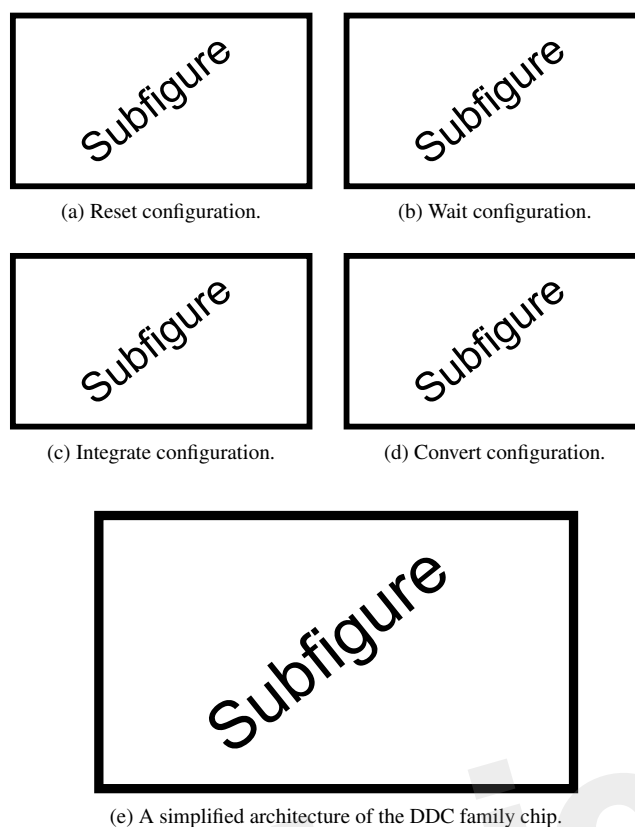 Subfigure
Subfigure
(a) Reset configuration.
(b) Wait configuration.
Subfigure
Subfigure
(c) Integrate configuration.
(d) Convert configuration.
Subfigure
(e) A simplified architecture of the DDC family chip.